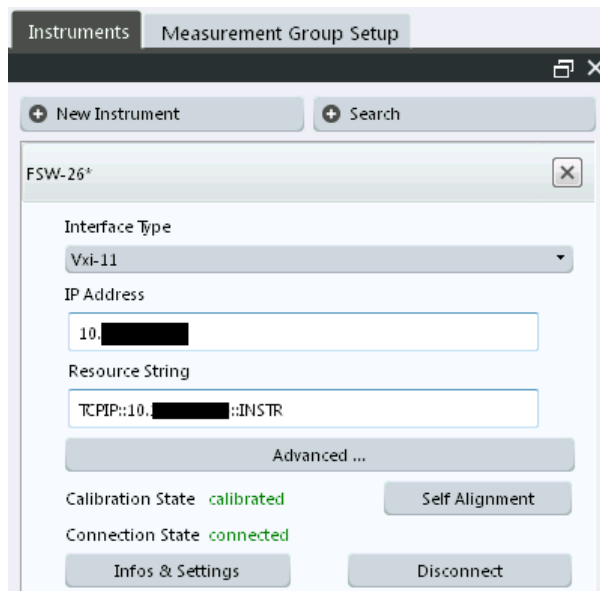 Instruments Measurement Group Setup
New Instrument Search
FSW-26*
Interface Type
Vxi-11
IP Address
10.
Resource String
TCPIP::10..::INSTR
Advanced ...
Calibration State calibrated Self Alignment
Connection State connected
Infos & Settings Disconnect